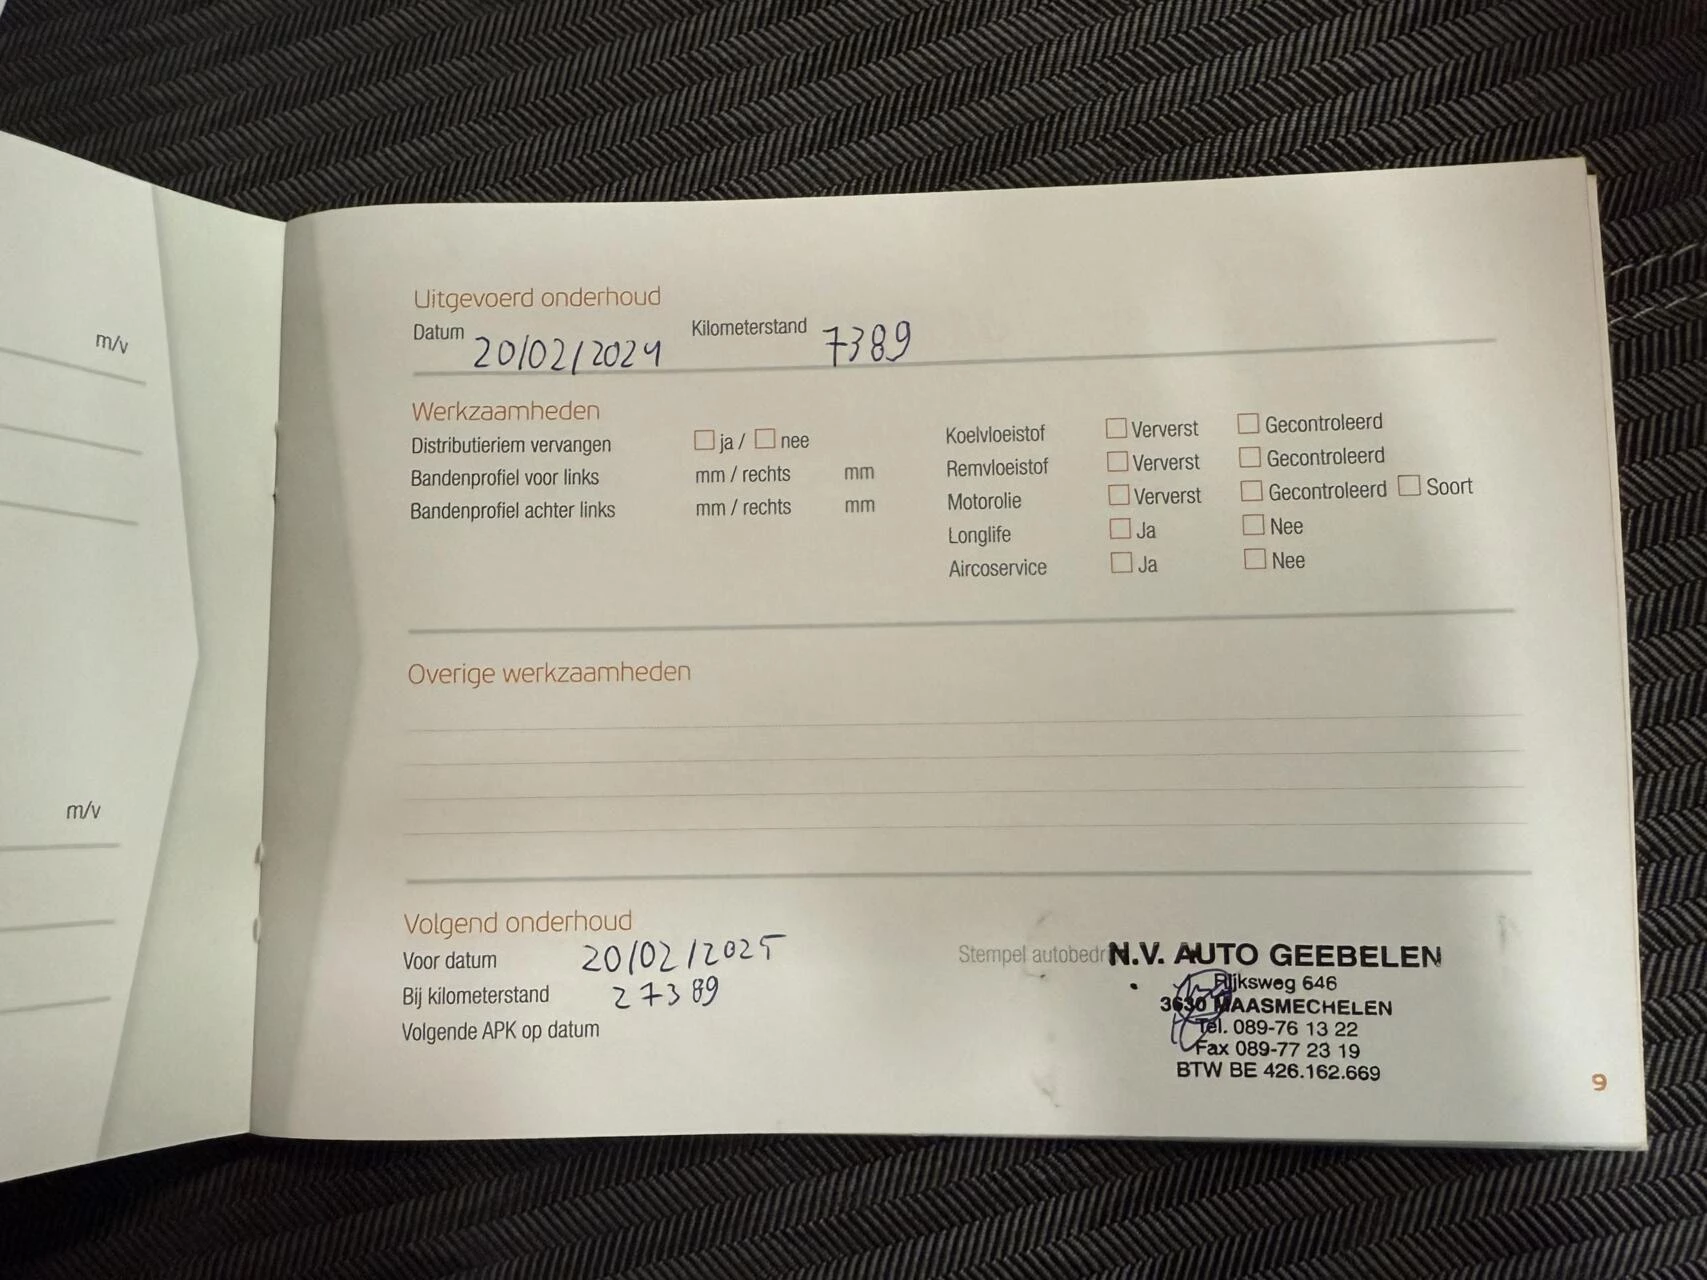 m/v
m/v
Uitgevoerd onderhoud
Datum 20/02/2024 Kilometerstand 7389
Werkzaamheden
Distributieriem vervangen ja / nee
Bandenprofiel voor links mm / rechts mm
Bandenprofiel achter links mm / rechts mm
Koelvloeistof Ververst Gecontroleerd
Remvloeistof Ververst Gecontroleerd
Motorolie Ververst Gecontroleerd Soort
Longlife Ja Nee
Aircoservice Ja Nee
Overige werkzaamheden
Volgend onderhoud
Voor datum 20/02/2025
Bij kilometerstand 27389
Volgende APK op datum
Stempel autobedri
N.V. AUTO GEEBELEN
Rijksweg 646
3630 MAASMECHELEN
Tel. 089-76 13 22
Fax 089-77 23 19
BTW BE 426.162.669
9